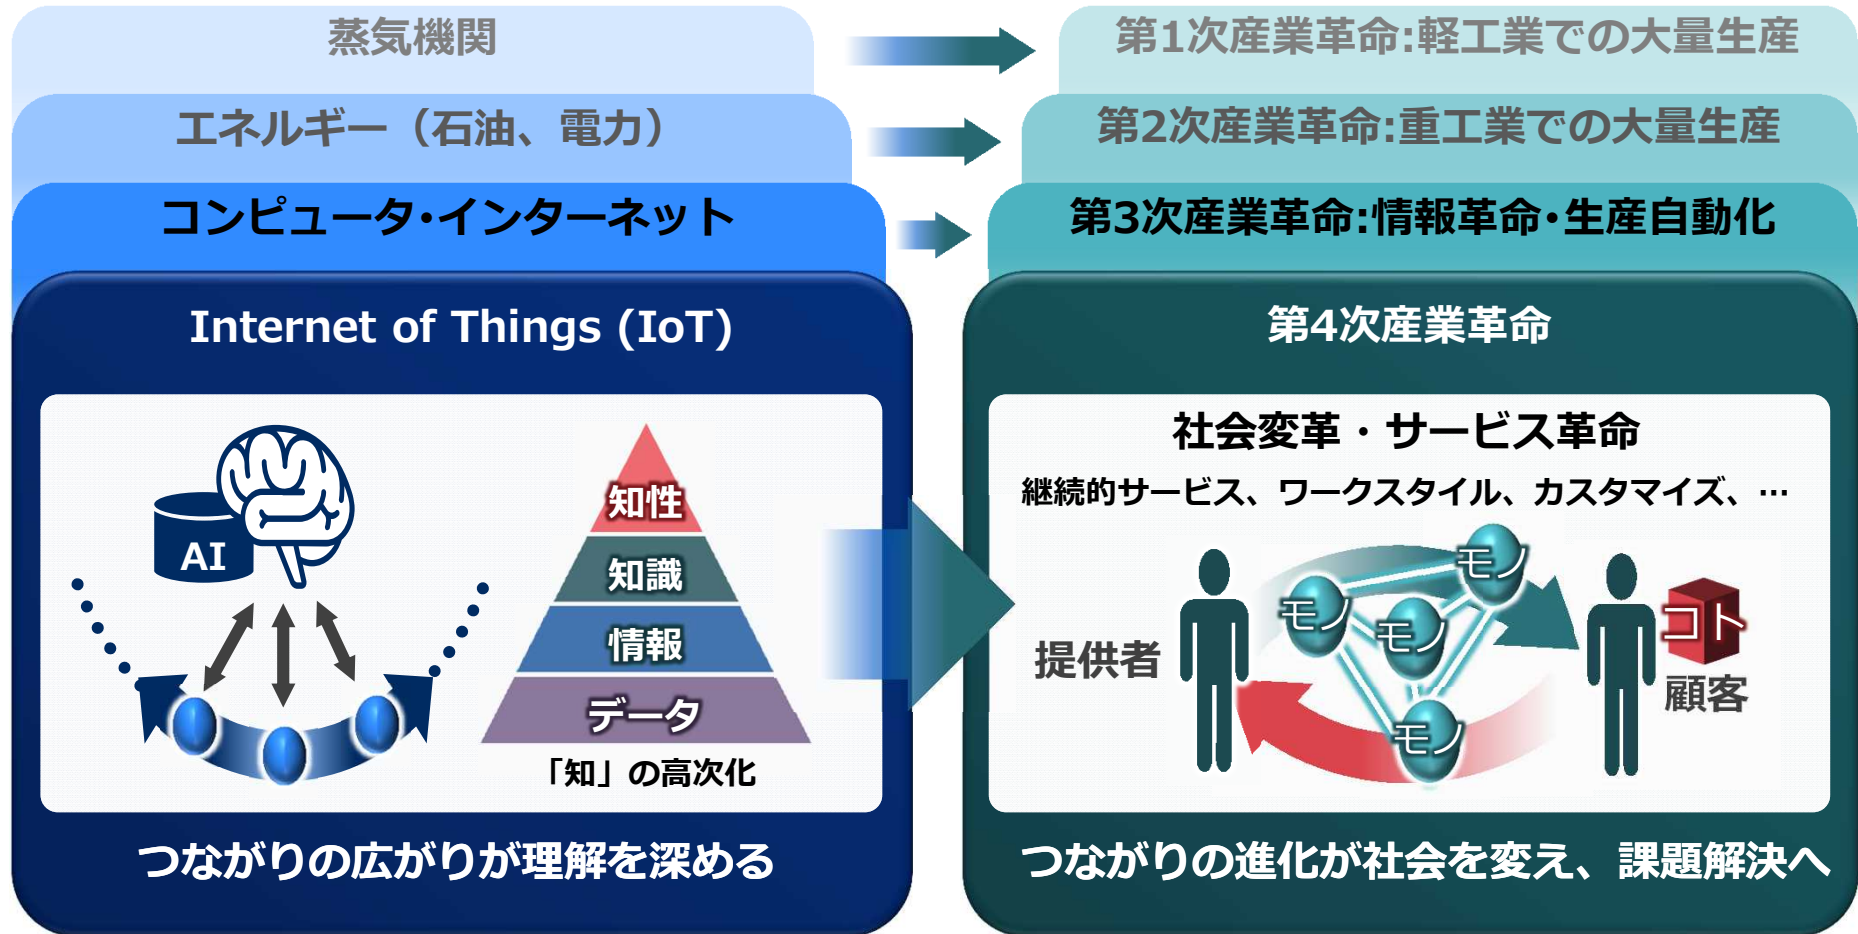 蒸気機関
第1次産業革命:軽工業での大量生産
エネルギー（石油、電力）
第2次産業革命:重工業での大量生産
コンピュータ･インターネット
第3次産業革命:情報革命･生産自動化
Internet of Things (IoT)
AI
知性
知識
情報
データ
「知」の高次化
つながりの広がりが理解を深める
第4次産業革命
社会変革・サービス革命
継続的サービス、ワークスタイル、カスタマイズ、…
提供者
モノ
モノ
モノ
モノ
コト
顧客
つながりの進化が社会を変え、課題解決へ